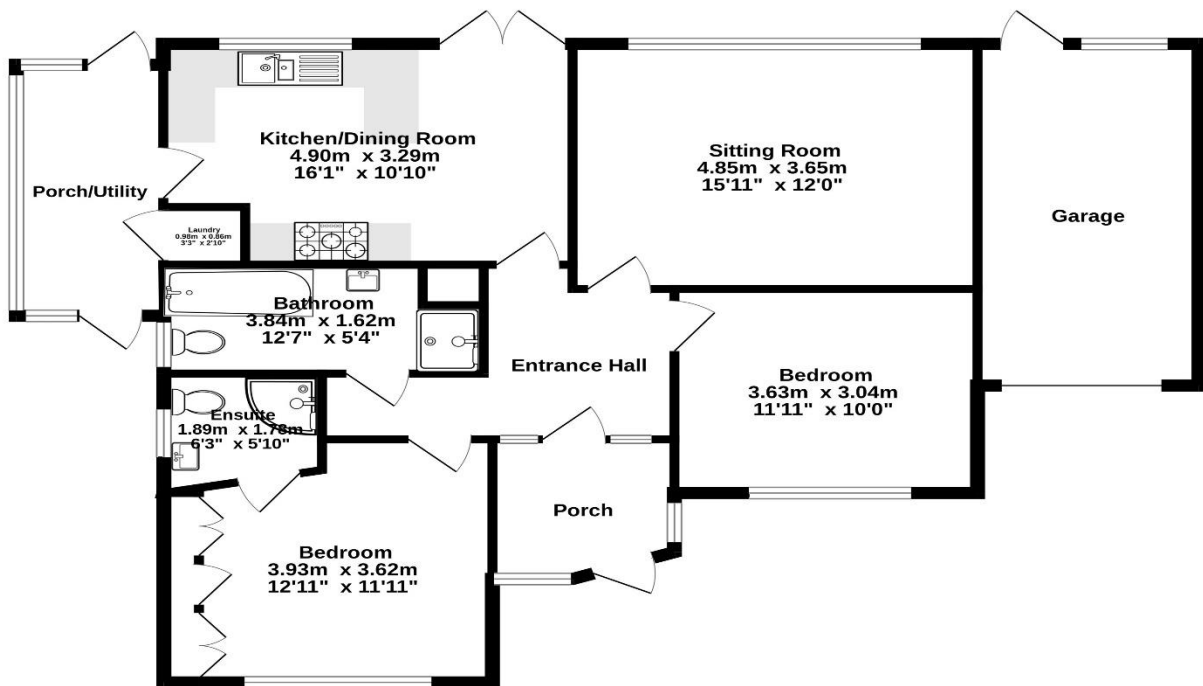 Kitchen/Dining Room
4.90m x 3.29m
16'1" x 10'10"
Sitting Room
4.85m x 3.65m
15'11" x 12'0"
Porch/Utility
Garage
Laundry
0.98m x 0.86m
3'3" x 2'10"
Bathroom
3.84m x 1.62m
12'7" x 5'4"
Entrance Hall
Bedroom
3.63m x 3.04m
11'11" x 10'0"
Ensuite
1.89m x 1.78m
6'3" x 5'10"
Porch
Bedroom
3.93m x 3.62m
12'11" x 11'11"